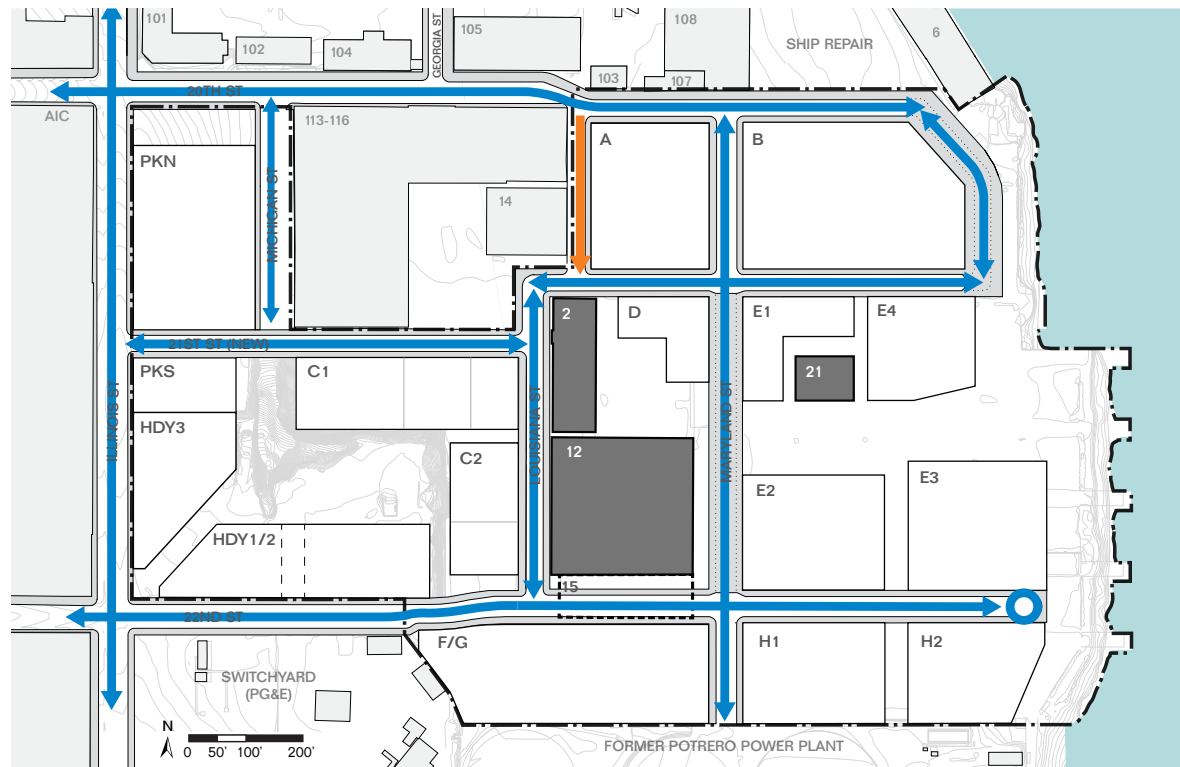 101
102
104
GEORGIA ST
105
108
103
107
SHIP REPAIR
6
20TH ST
AIC
113-116
A
B
PKN
MICHIGAN ST
14
2
D
E1
E4
21ST ST (NEW)
PKS
C1
21
ILLINOIS ST
LOUISIANA ST
MARYLAND ST
HDY3
C2
12
E2
E3
HDY1/2
15
22ND ST
F/G
H1
H2
SWITCHYARD
(PG&E)
N
0 50' 100' 200'
FORMER POTRERO POWER PLANT